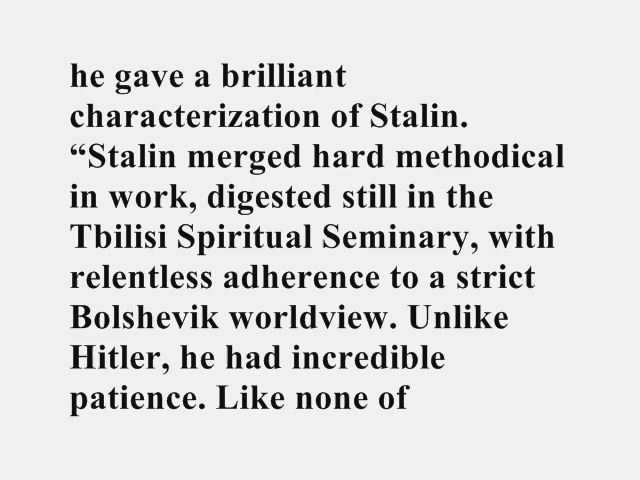 he gave a brilliant
characterization of Stalin.
“Stalin merged hard methodical
in work, digested still in the
Tbilisi Spiritual Seminary, with
relentless adherence to a strict
Bolshevik worldview. Unlike
Hitler, he had incredible
patience. Like none of